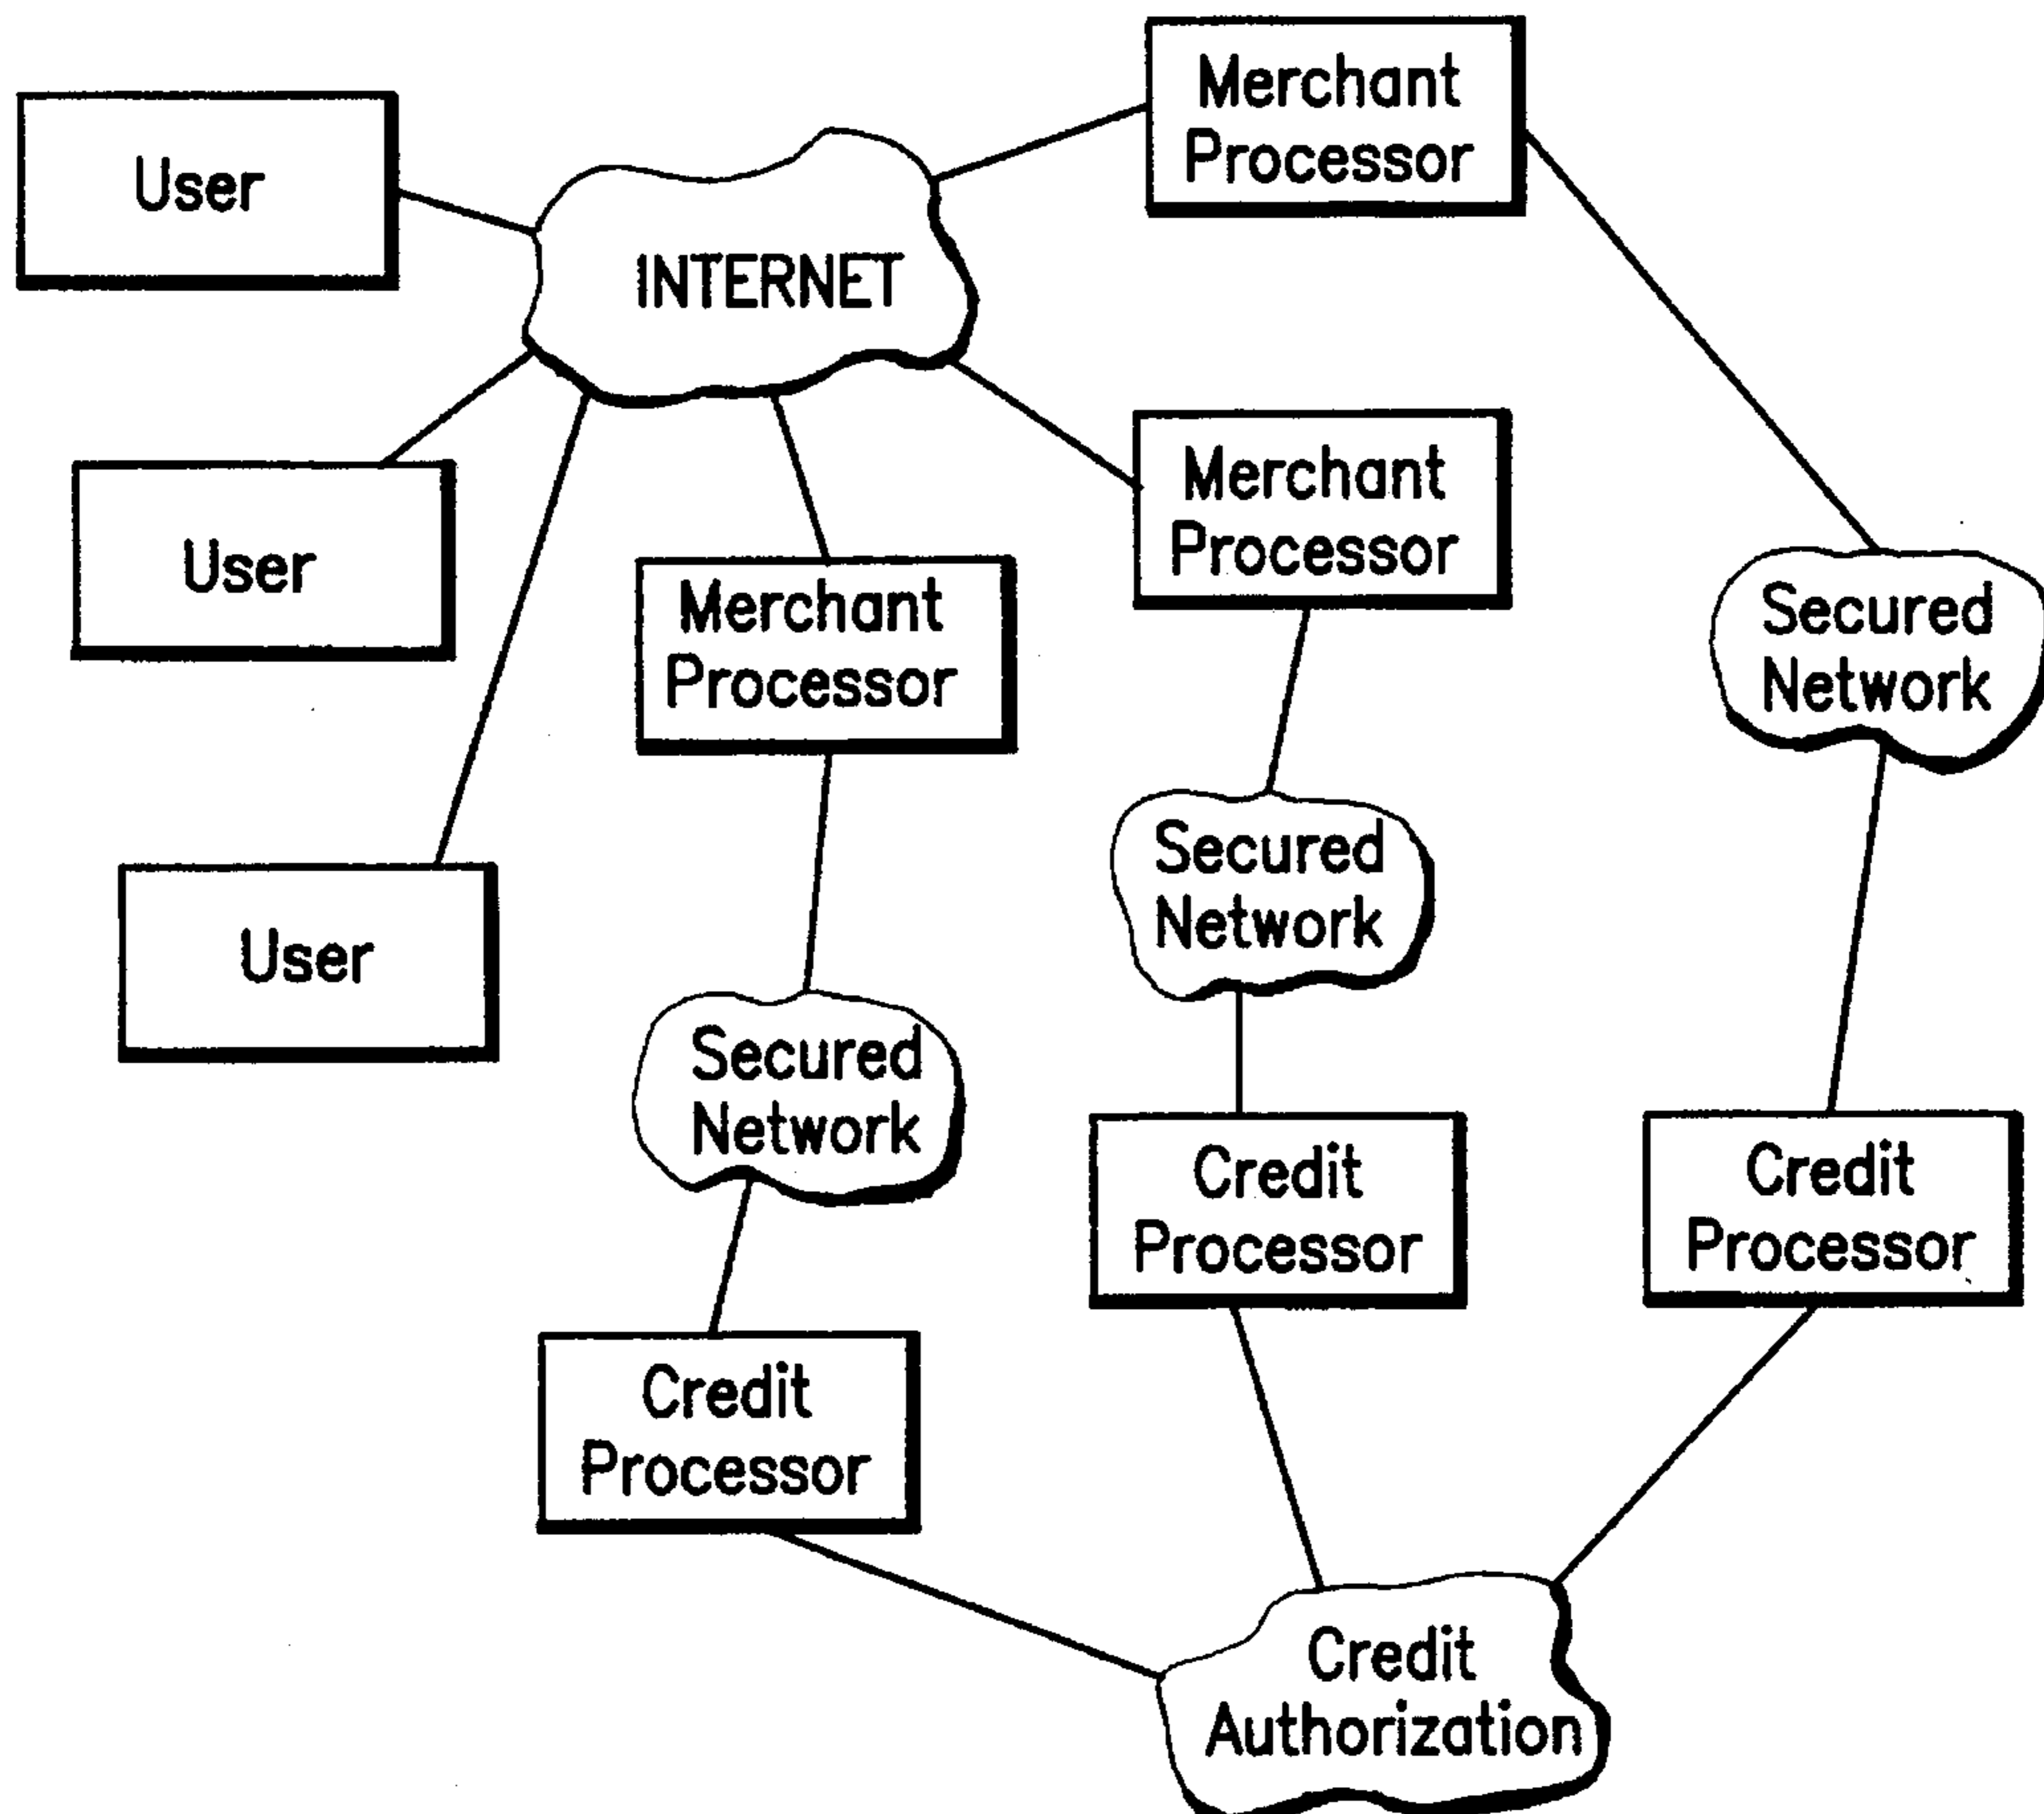 Merchant
Processor
User
INTERNET
Merchant
Processor
User
Merchant
Processor
Secured
Network
Secured
Network
User
Secured
Network
Credit
Processor
Credit
Processor
Credit
Processor
Credit
Authorization